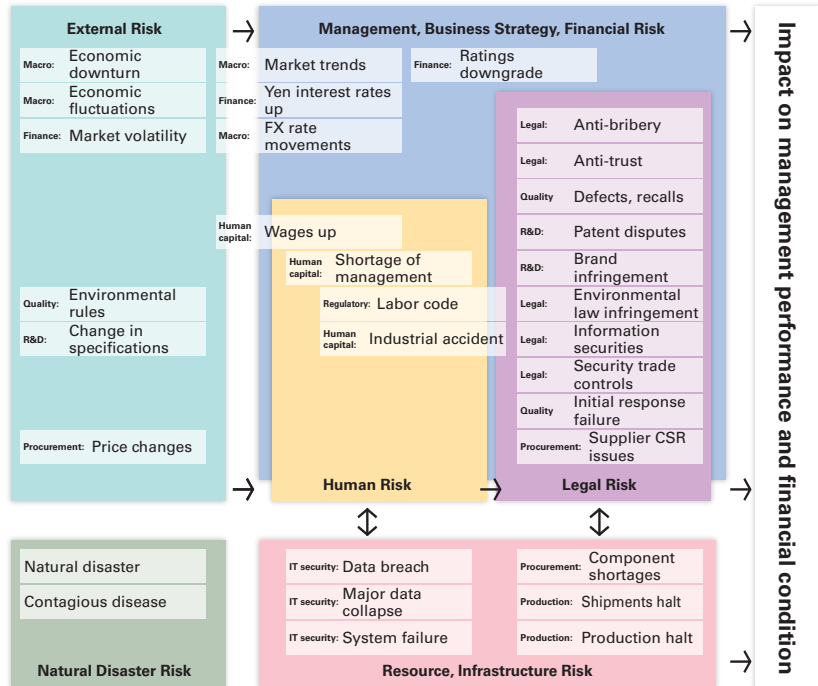 External Risk
Macro: Economic
downturn
Macro: Economic
fluctuations
Finance: Market volatility
Quality: Environmental
rules
R&D: Change in
specifications
Procurement: Price changes
Management, Business Strategy, Financial Risk
Macro: Market trends
Finance: Yen interest rates
up
Macro: FX rate
movements
Finance: Ratings
downgrade
Human
capital: Wages up
Human
capital: Shortage of
management
Regulatory: Labor code
Human
capital: Industrial accident
Human Risk
Legal: Anti-bribery
Legal: Anti-trust
Quality Defects, recalls
R&D: Patent disputes
R&D: Brand
infringement
Legal: Environmental
law infringement
Legal: Information
securities
Legal: Security trade
controls
Quality Initial response
failure
Procurement: Supplier CSR
issues
Legal Risk
Natural disaster
Contagious disease
Natural Disaster Risk
IT security: Data breach
IT security: Major data
collapse
IT security: System failure
Procurement: Component
shortages
Production: Shipments halt
Production: Production halt
Resource, Infrastructure Risk
Impact on management performance and financial condition